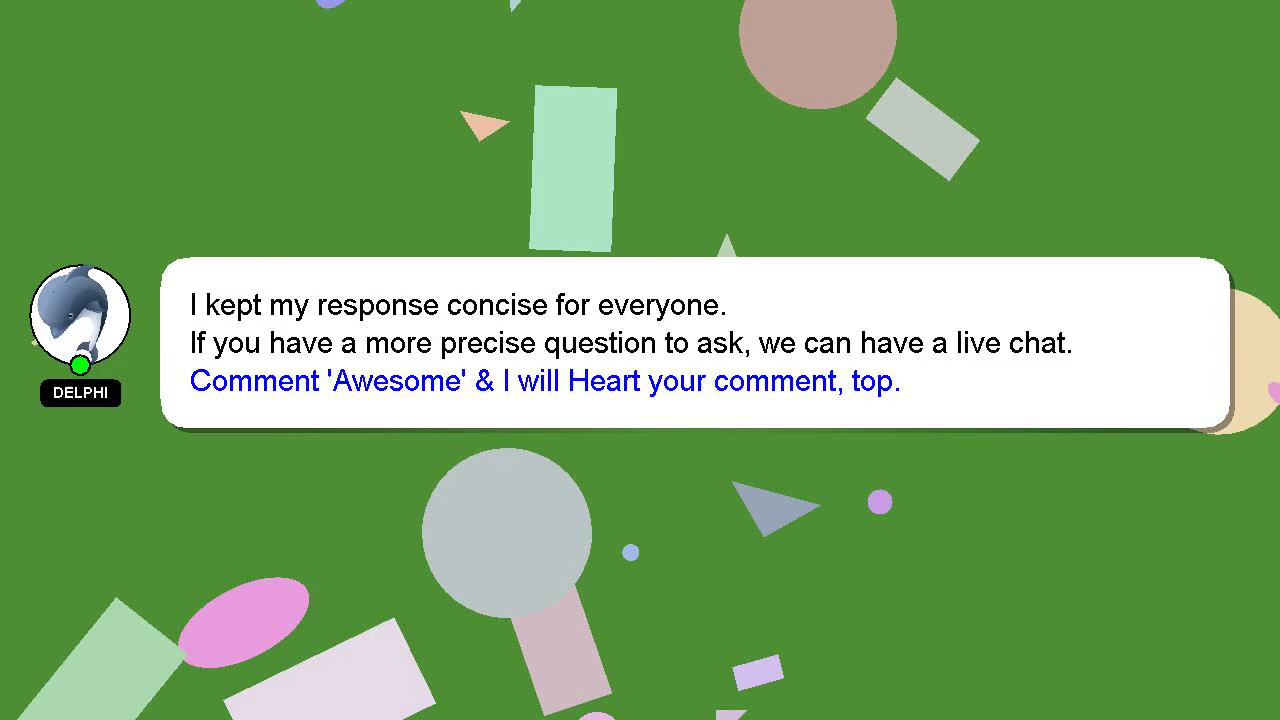 I kept my response concise for everyone.
If you have a more precise question to ask, we can have a live chat.
Comment 'Awesome' & I will Heart your comment, top.
DELPHI